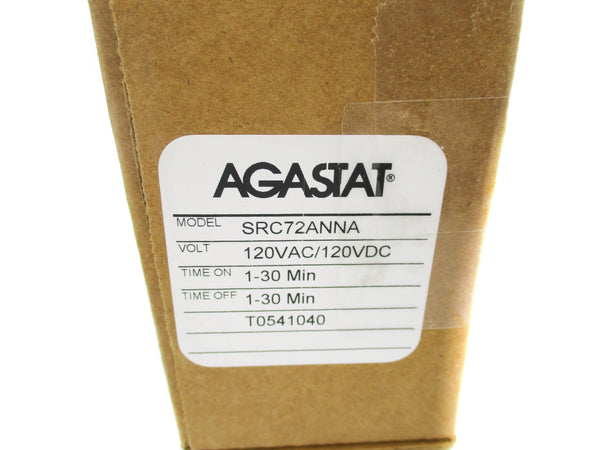 AGASTAT®
MODEL SRC72ANNA
VOLT 120VAC/120VDC
TIME ON 1-30 Min
TIME OFF 1-30 Min
T0541040